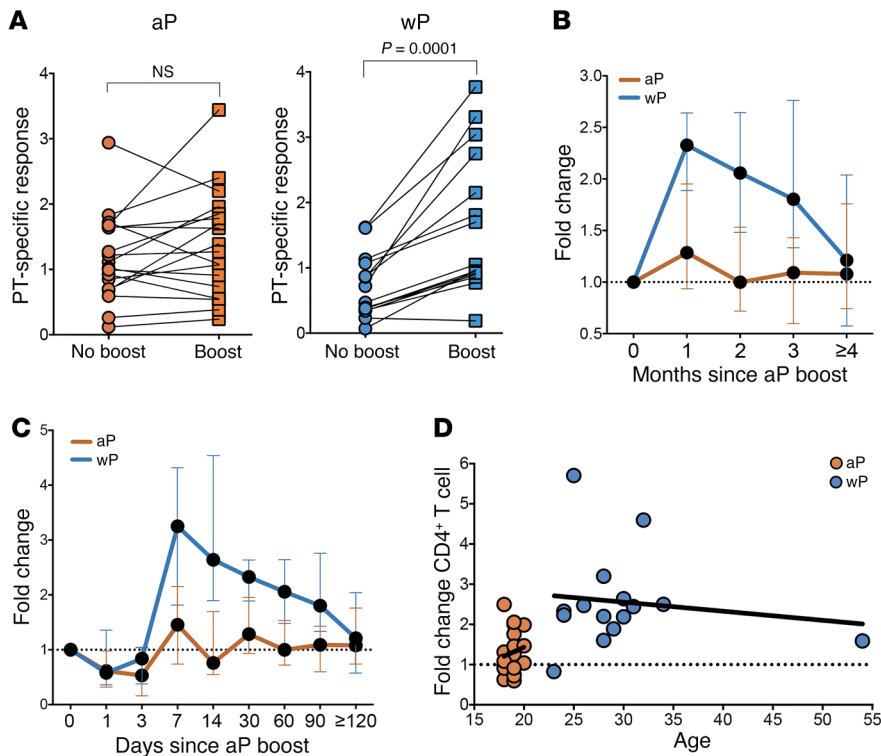 A
aP
wP
NS
P = 0.0001
PT-specific response
4
3
2
1
0
No boost
Boost
PT-specific response
4
3
2
1
0
No boost
Boost
B
aP
wP
Fold change
3.0
2.5
2.0
1.5
1.0
0.5
0 1 2 3 ≥4
Months since aP boost
C
aP
wP
Fold change
5
4
3
2
1
0
0 1 3 7 14 30 60 90 ≥120
Days since aP boost
D
aP
wP
Fold change CD4⁺ T cell
6
5
4
3
2
1
0
15 20 25 30 35 40 45 50 55
Age